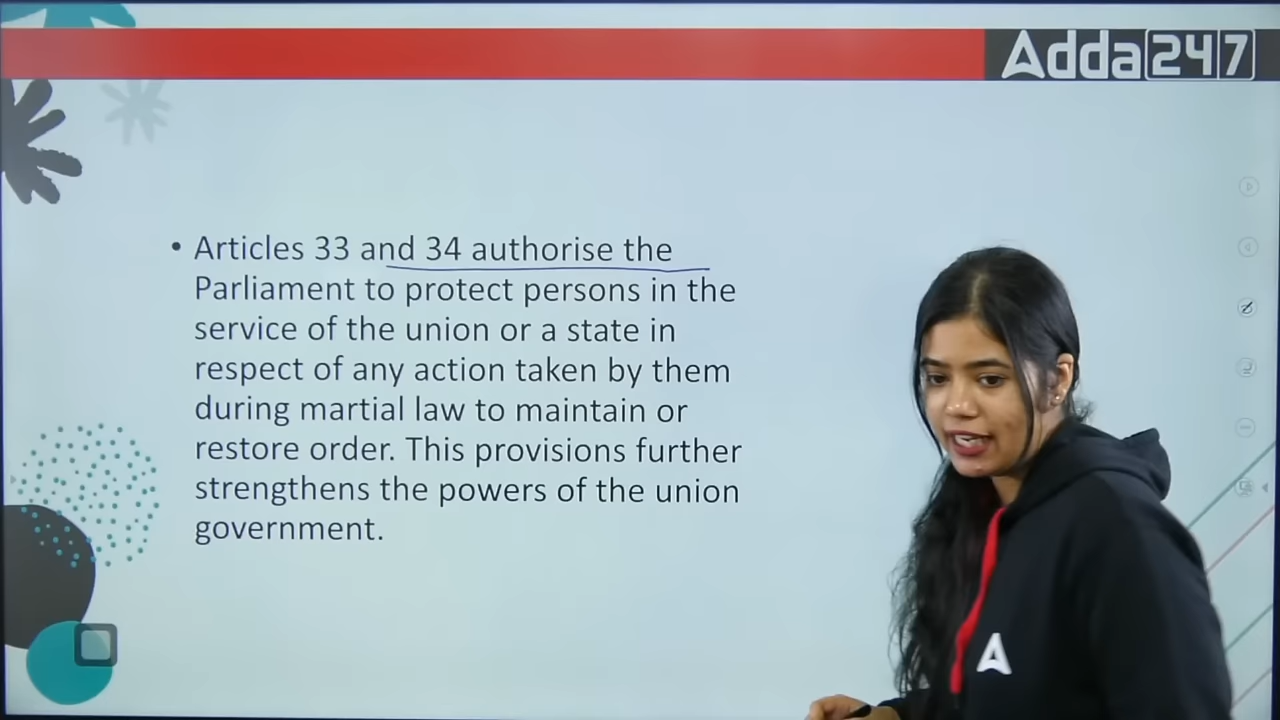 Adda247
• Articles 33 and 34 authorise the
Parliament to protect persons in the
service of the union or a state in
respect of any action taken by them
during martial law to maintain or
restore order. This provisions further
strengthens the powers of the union
government.